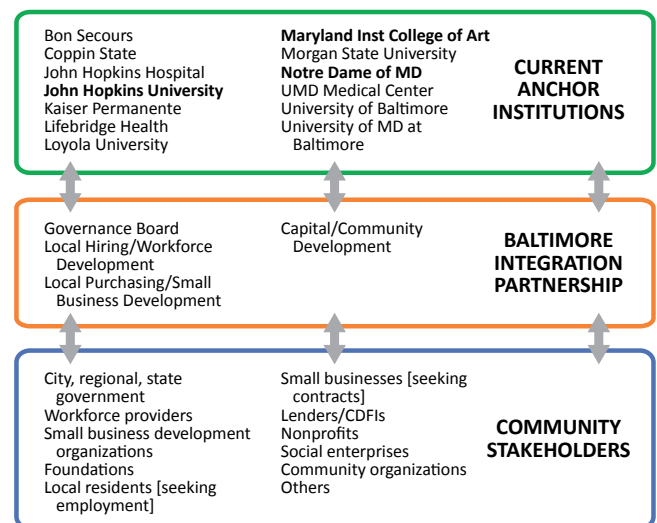 Bon Secours
Coppin State
John Hopkins Hospital
John Hopkins University
Kaiser Permanente
Lifebridge Health
Loyola University
Maryland Inst College of Art
Morgan State University
Notre Dame of MD
UMD Medical Center
University of Baltimore
University of MD at
Baltimore
CURRENT
ANCHOR
INSTITUTIONS
Governance Board
Local Hiring/Workforce
Development
Local Purchasing/Small
Business Development
Capital/Community
Development
BALTIMORE
INTEGRATION
PARTNERSHIP
City, regional, state
government
Workforce providers
Small business development
organizations
Foundations
Local residents [seeking
employment]
Small businesses [seeking
contracts]
Lenders/CDFIs
Nonprofits
Social enterprises
Community organizations
Others
COMMUNITY
STAKEHOLDERS